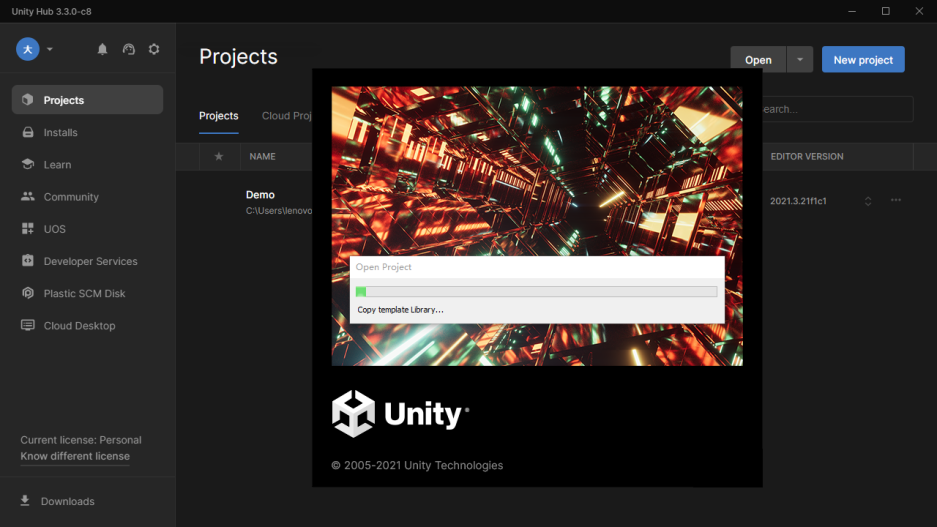 Unity Hub 3.3.0-c8
大
Projects
Open
New project
Projects
Installs
Learn
Community
UOS
Developer Services
Plastic SCM Disk
Cloud Desktop
Projects
Cloud Proj
earch...
NAME
EDITOR VERSION
Demo
C:\Users\lenovo
2021.3.21f1c1
Open Project
Copy template Library...
Unity
© 2005-2021 Unity Technologies
Current license: Personal
Know different license
Downloads